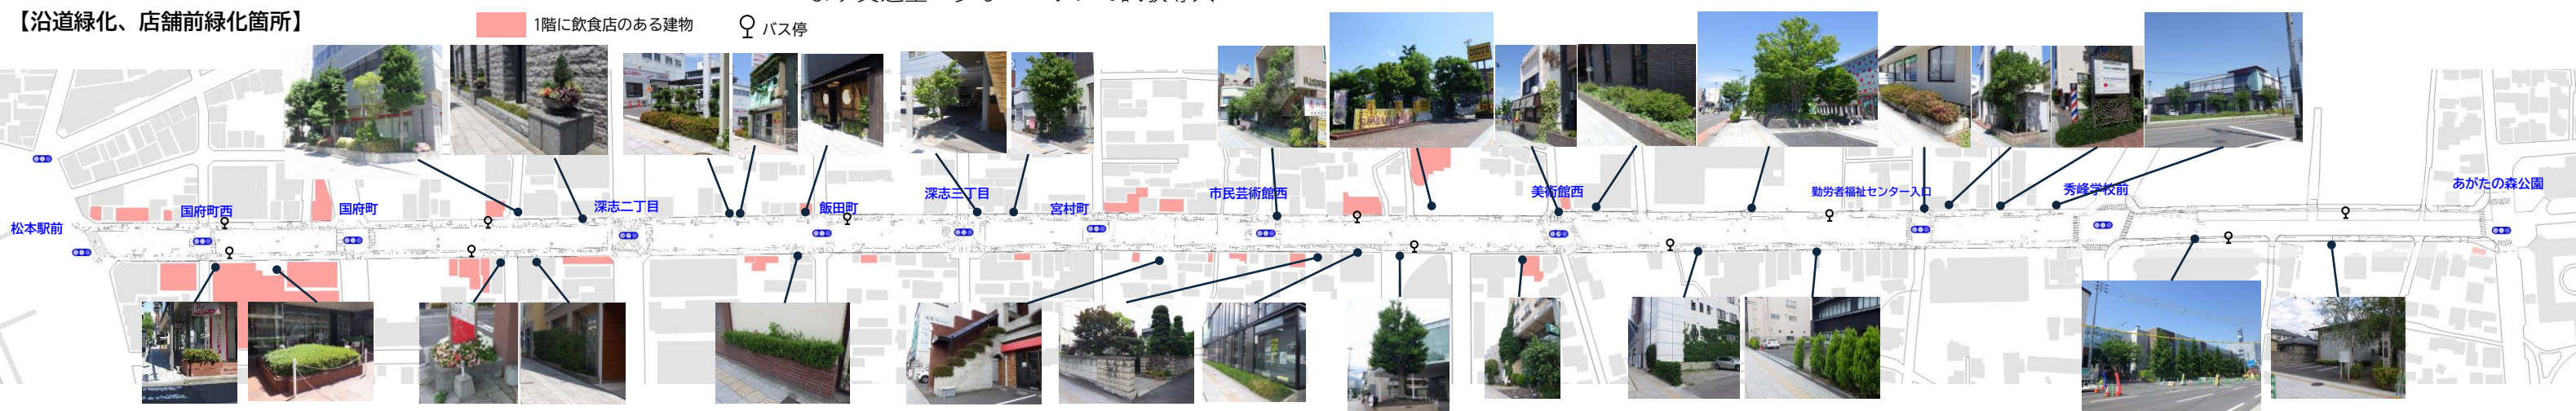 【沿道緑化、店舗前緑化箇所】
1階に飲食店のある建物
バス停
松本駅前
国府町西
国府町
深志二丁目
飯田町
深志三丁目
宮村町
市民芸術館西
美術館西
勤労者福祉センター入口
秀峰学校前
あがたの森公園